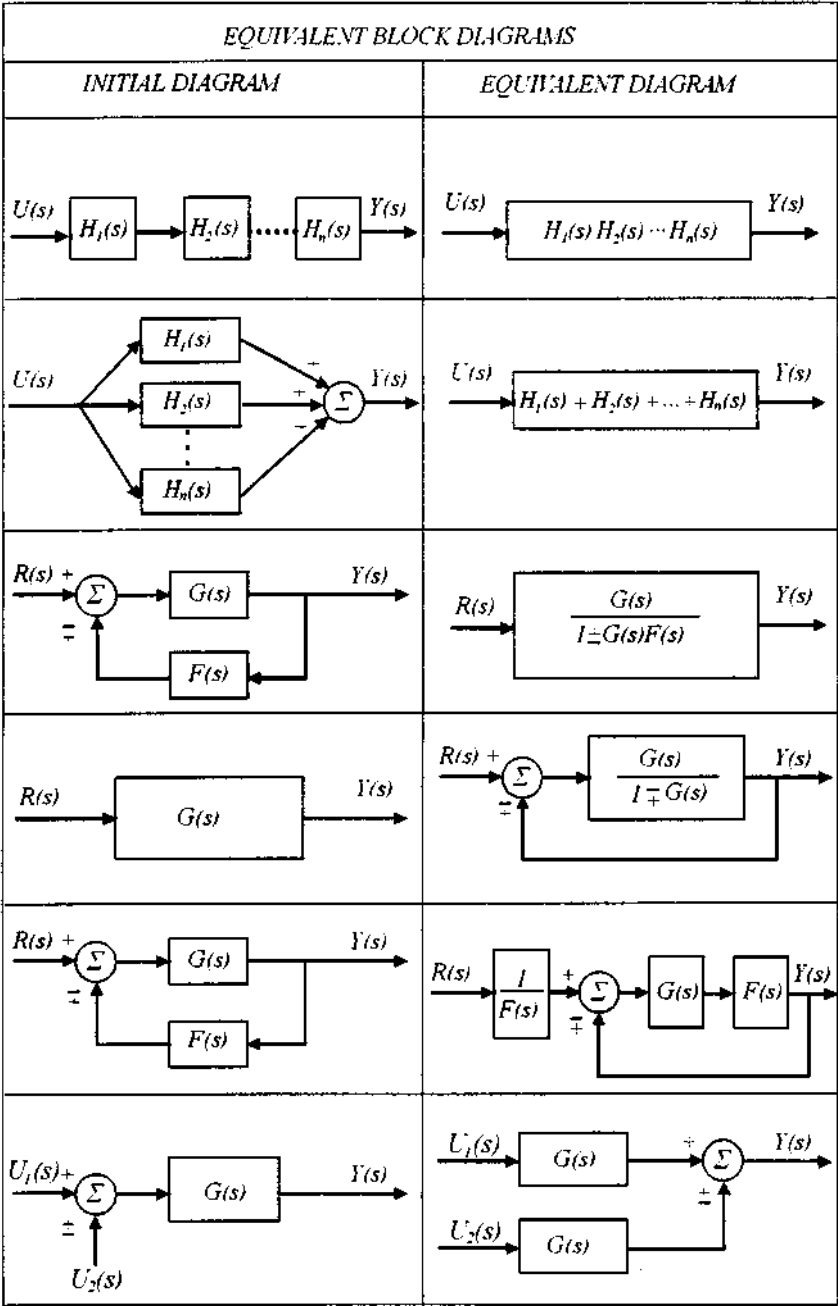 EQUIVALENT BLOCK DIAGRAMS
INITIAL DIAGRAM
EQUIVALENT DIAGRAM
U(s) H₁(s) H₂(s) ...... Hₙ(s) Y(s)
U(s) H₁(s) H₂(s) ··· Hₙ(s) Y(s)
H₁(s)
+
U(s) H₂(s) + Σ Y(s)
+
⋮
Hₙ(s)
U(s) H₁(s) + H₂(s) + ... + Hₙ(s) Y(s)
R(s) + Σ G(s) Y(s)
∓
F(s)
R(s) G(s) Y(s)
1±G(s)F(s)
R(s) G(s) Y(s)
R(s) + Σ G(s) Y(s)
1 ∓ G(s)
∓
R(s) + Σ G(s) Y(s)
∓
F(s)
R(s) 1 + Σ G(s) F(s) Y(s)
F(s)
∓
U₁(s) + Σ G(s) Y(s)
±
U₂(s)
U₁(s) G(s) + Σ Y(s)
±
U₂(s) G(s)